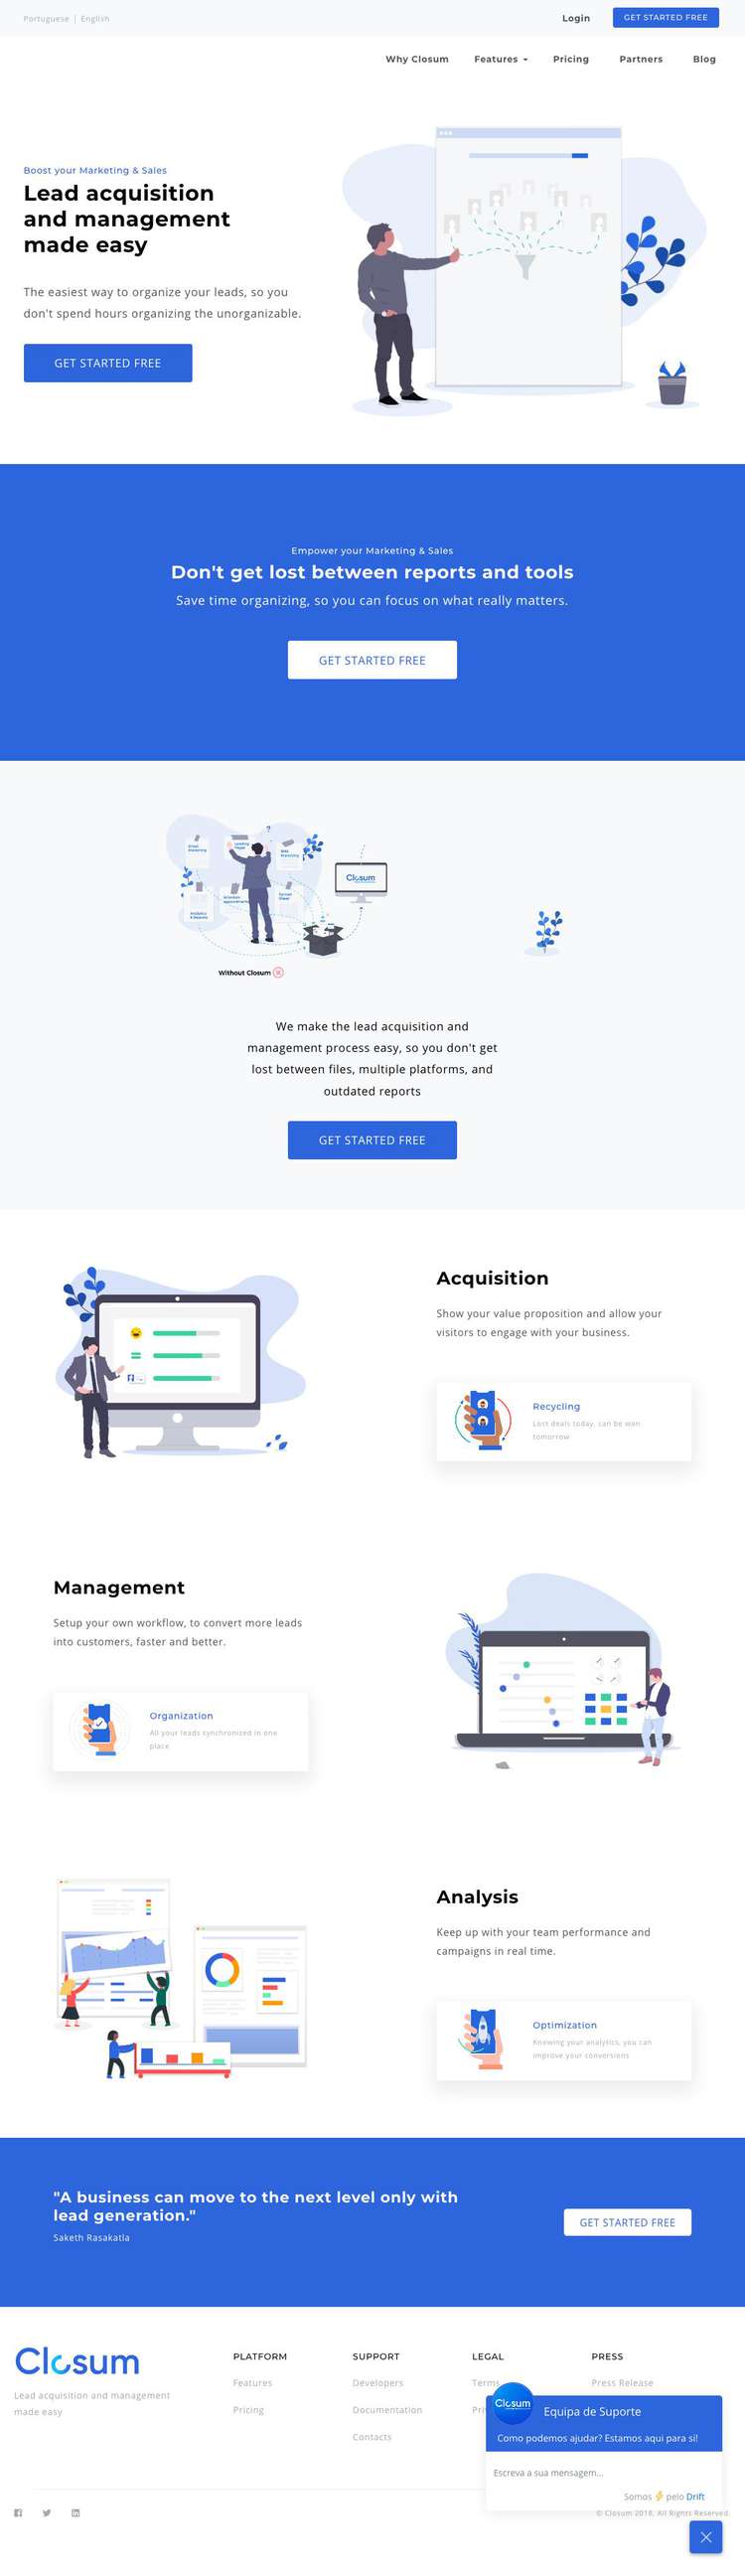 Portuguese | English
Login
GET STARTED FREE
Why Closum
Features
Pricing
Partners
Blog
Boost your Marketing & Sales
Lead acquisition
and management
made easy
The easiest way to organize your leads, so you
don't spend hours organizing the unorganizable.
GET STARTED FREE
Empower your Marketing & Sales
Don't get lost between reports and tools
Save time organizing, so you can focus on what really matters.
GET STARTED FREE
Closum
Without Closum
We make the lead acquisition and
management process easy, so you don't get
lost between files, multiple platforms, and
outdated reports
GET STARTED FREE
Acquisition
Show your value proposition and allow your
visitors to engage with your business.
Recycling
Lost deals today, can be won
tomorrow
Management
Setup your own workflow, to convert more leads
into customers, faster and better.
Organization
All your leads synchronized in one
place
Analysis
Keep up with your team performance and
campaigns in real time.
Optimization
Knowing your analytics, you can
improve your conversions
"A business can move to the next level only with
lead generation."
Saketh Rasakatla
GET STARTED FREE
Closum
Lead acquisition and management
made easy
PLATFORM
Features
Pricing
SUPPORT
Developers
Documentation
Contacts
LEGAL
Terms
PRESS
Press Release
Closum
Equipa de Suporte
Como podemos ajudar? Estamos aqui para si!
Escreva a sua mensagem...
Somos ⚡ pelo Drift
© Closum 2018, All Rights Reserved